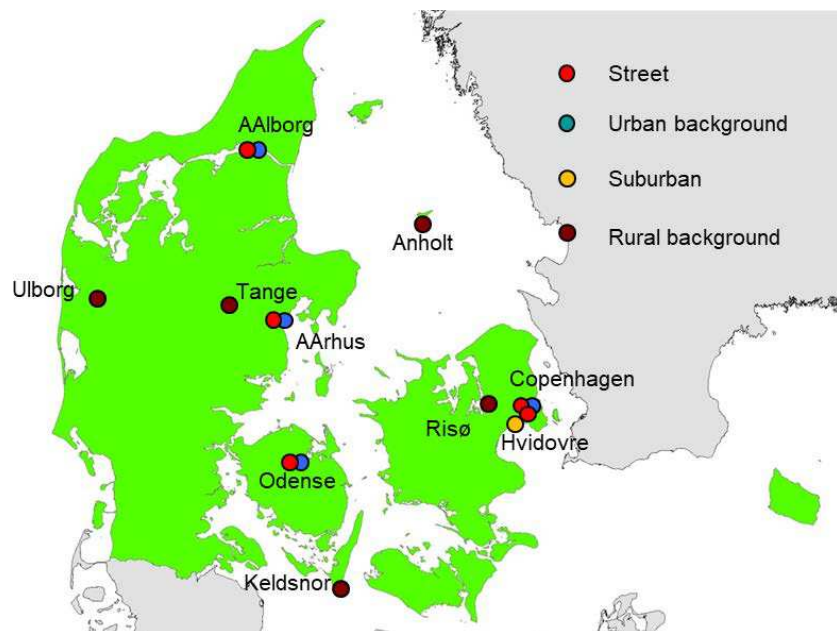 Street
AAlborg
Urban background
Suburban
Rural background
Anholt
Ulborg
Tange
AArhus
Copenhagen
Risø
Hvidovre
Odense
Keldsnor